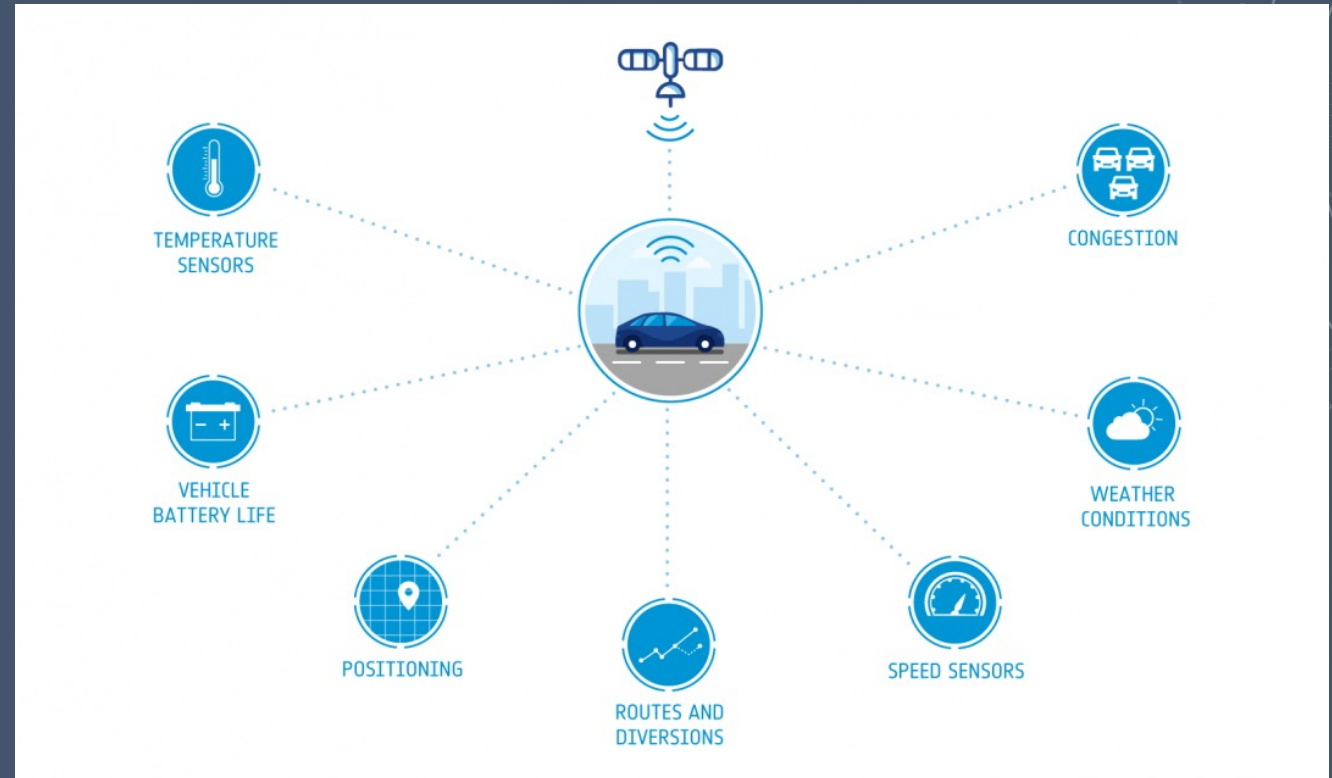 TEMPERATURE
SENSORS
CONGESTION
VEHICLE
BATTERY LIFE
WEATHER
CONDITIONS
POSITIONING
SPEED SENSORS
ROUTES AND
DIVERSIONS